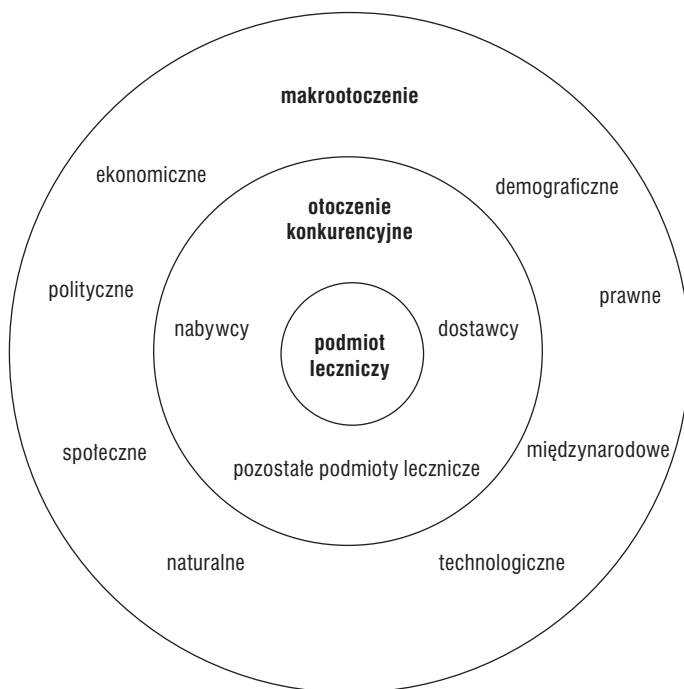 makrootoczenie
ekonomiczne
demograficzne
otoczenie
konkurencyjne
polityczne
prawne
nabywcy
dostawcy
podmiot
leczniczy
społeczne
międzynarodowe
pozostałe podmioty lecznicze
naturalne
technologiczne